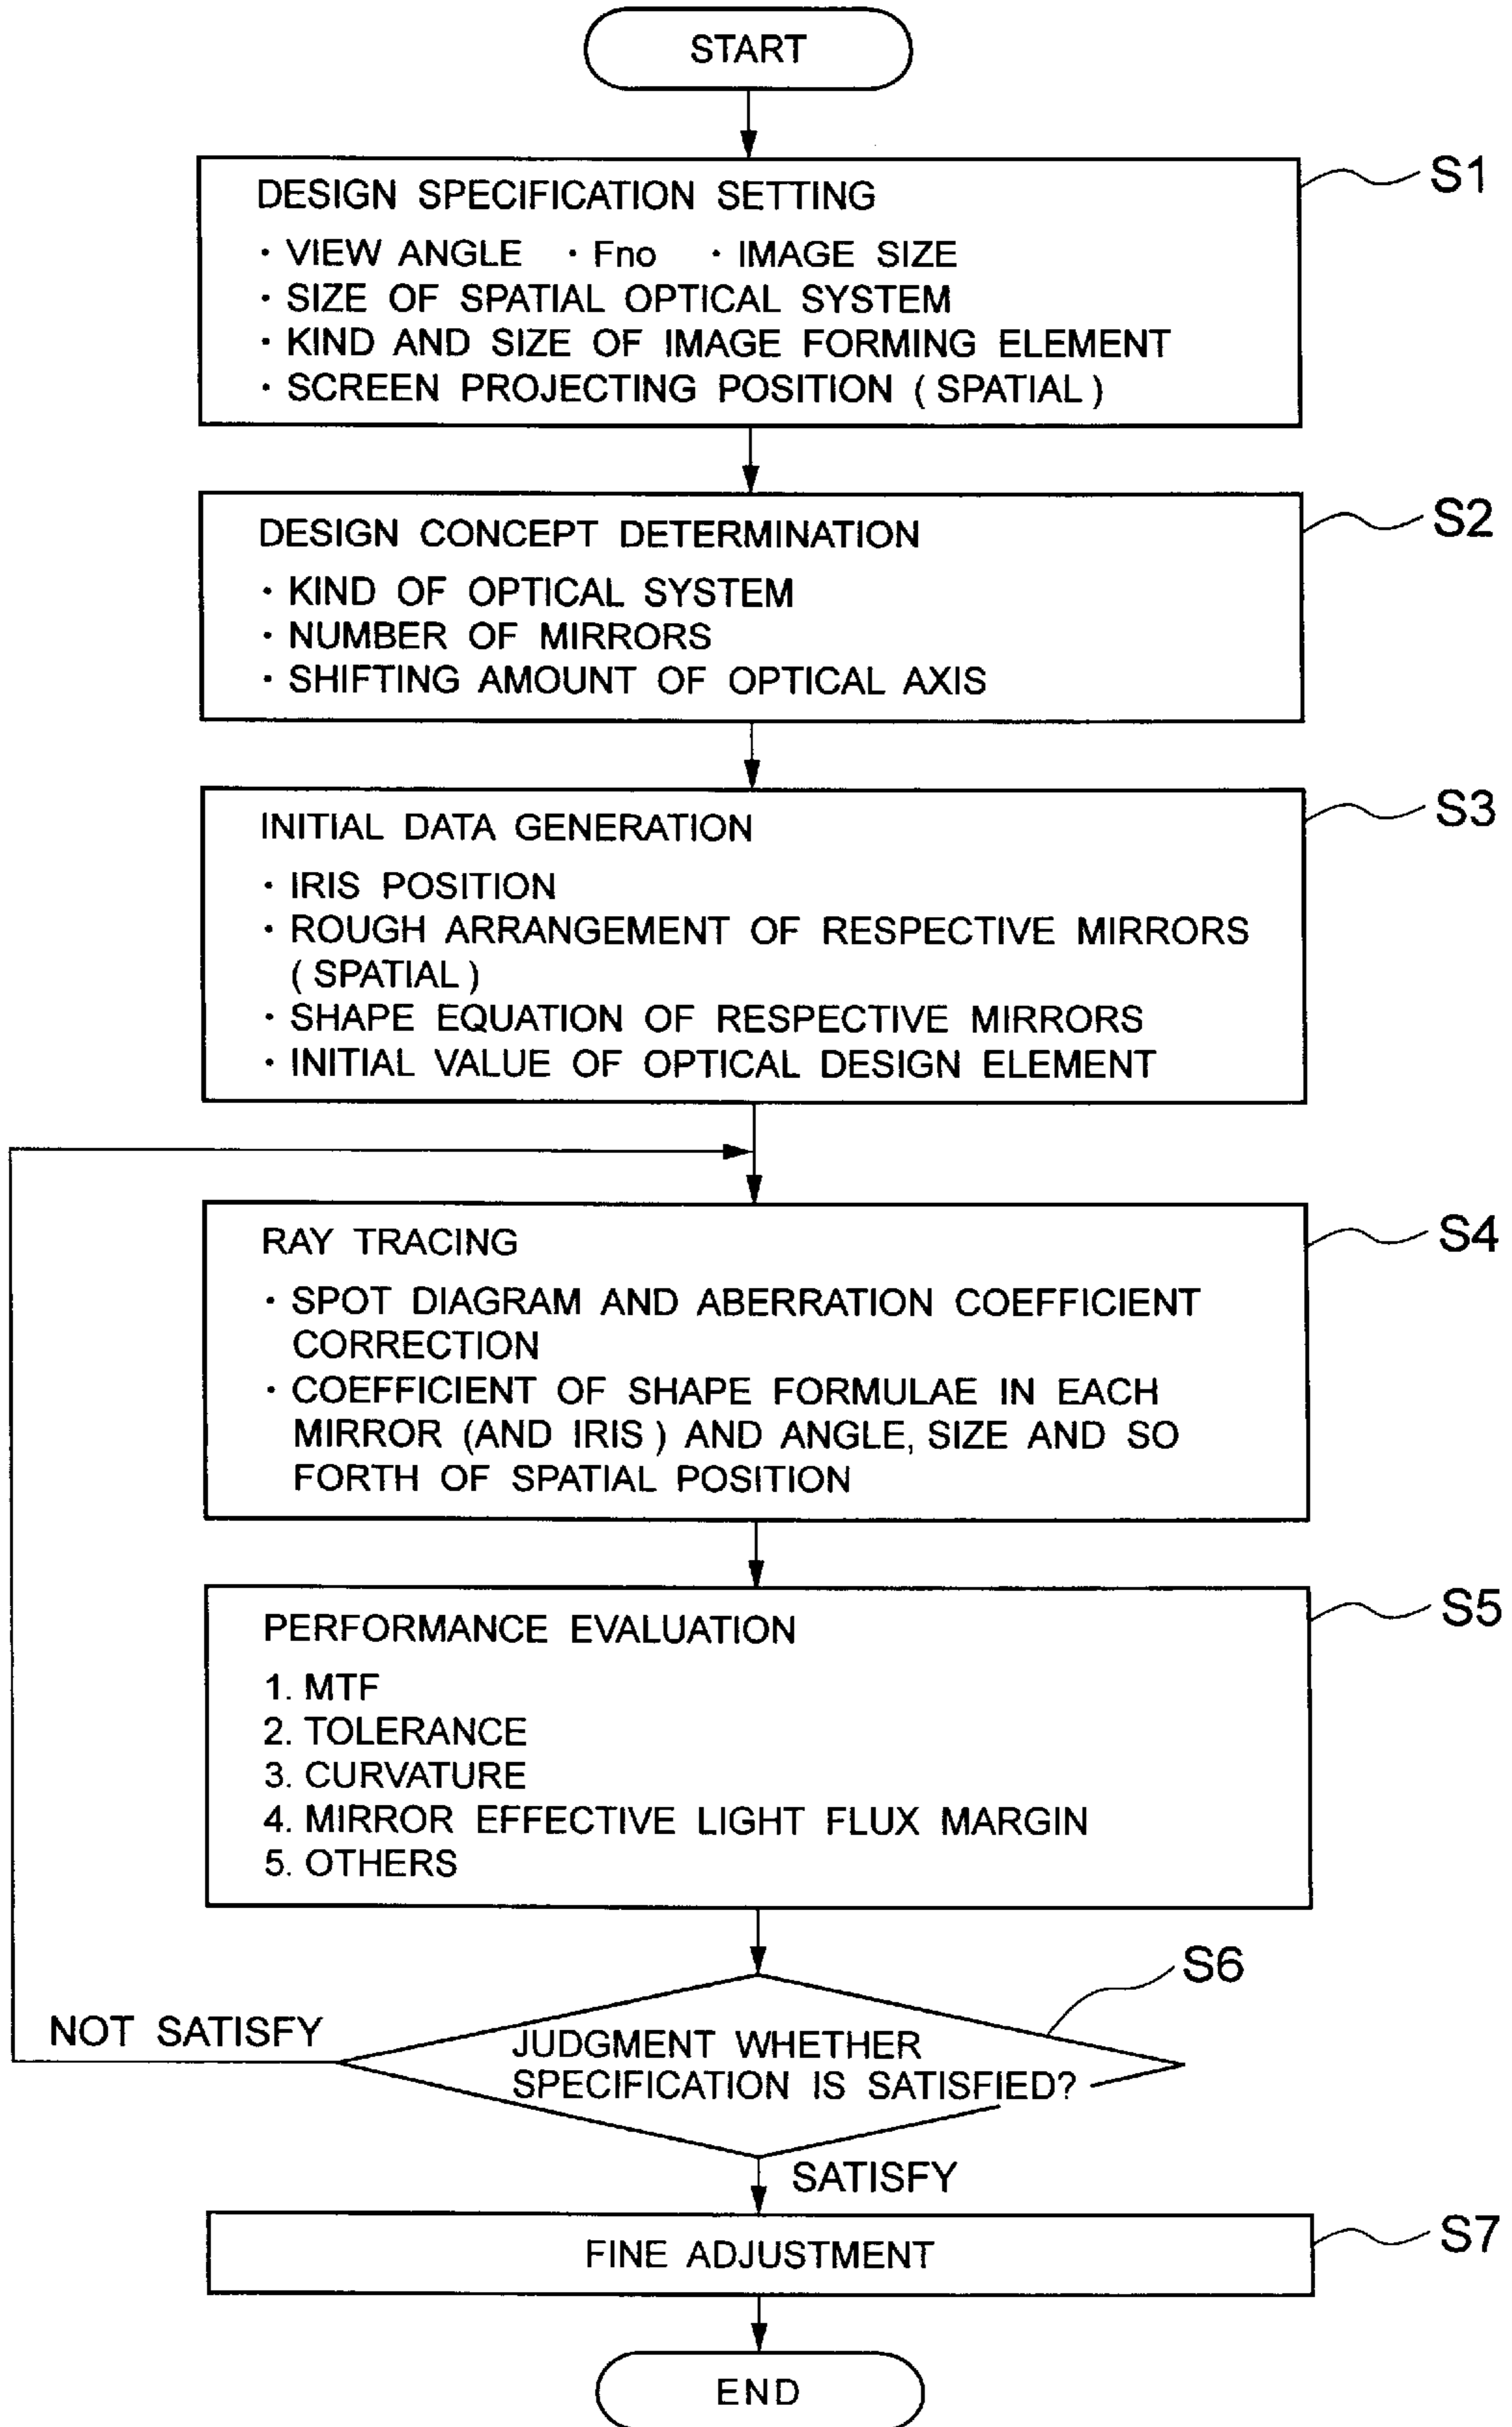 START
S1
DESIGN SPECIFICATION SETTING
・VIEW ANGLE ・Fno ・IMAGE SIZE
・SIZE OF SPATIAL OPTICAL SYSTEM
・KIND AND SIZE OF IMAGE FORMING ELEMENT
・SCREEN PROJECTING POSITION (SPATIAL)
S2
DESIGN CONCEPT DETERMINATION
・KIND OF OPTICAL SYSTEM
・NUMBER OF MIRRORS
・SHIFTING AMOUNT OF OPTICAL AXIS
S3
INITIAL DATA GENERATION
・IRIS POSITION
・ROUGH ARRANGEMENT OF RESPECTIVE MIRRORS
(SPATIAL)
・SHAPE EQUATION OF RESPECTIVE MIRRORS
・INITIAL VALUE OF OPTICAL DESIGN ELEMENT
S4
RAY TRACING
・SPOT DIAGRAM AND ABERRATION COEFFICIENT
CORRECTION
・COEFFICIENT OF SHAPE FORMULAE IN EACH
MIRROR (AND IRIS) AND ANGLE, SIZE AND SO
FORTH OF SPATIAL POSITION
S5
PERFORMANCE EVALUATION
1. MTF
2. TOLERANCE
3. CURVATURE
4. MIRROR EFFECTIVE LIGHT FLUX MARGIN
5. OTHERS
S6
NOT SATISFY
JUDGMENT WHETHER
SPECIFICATION IS SATISFIED?
SATISFY
S7
FINE ADJUSTMENT
END